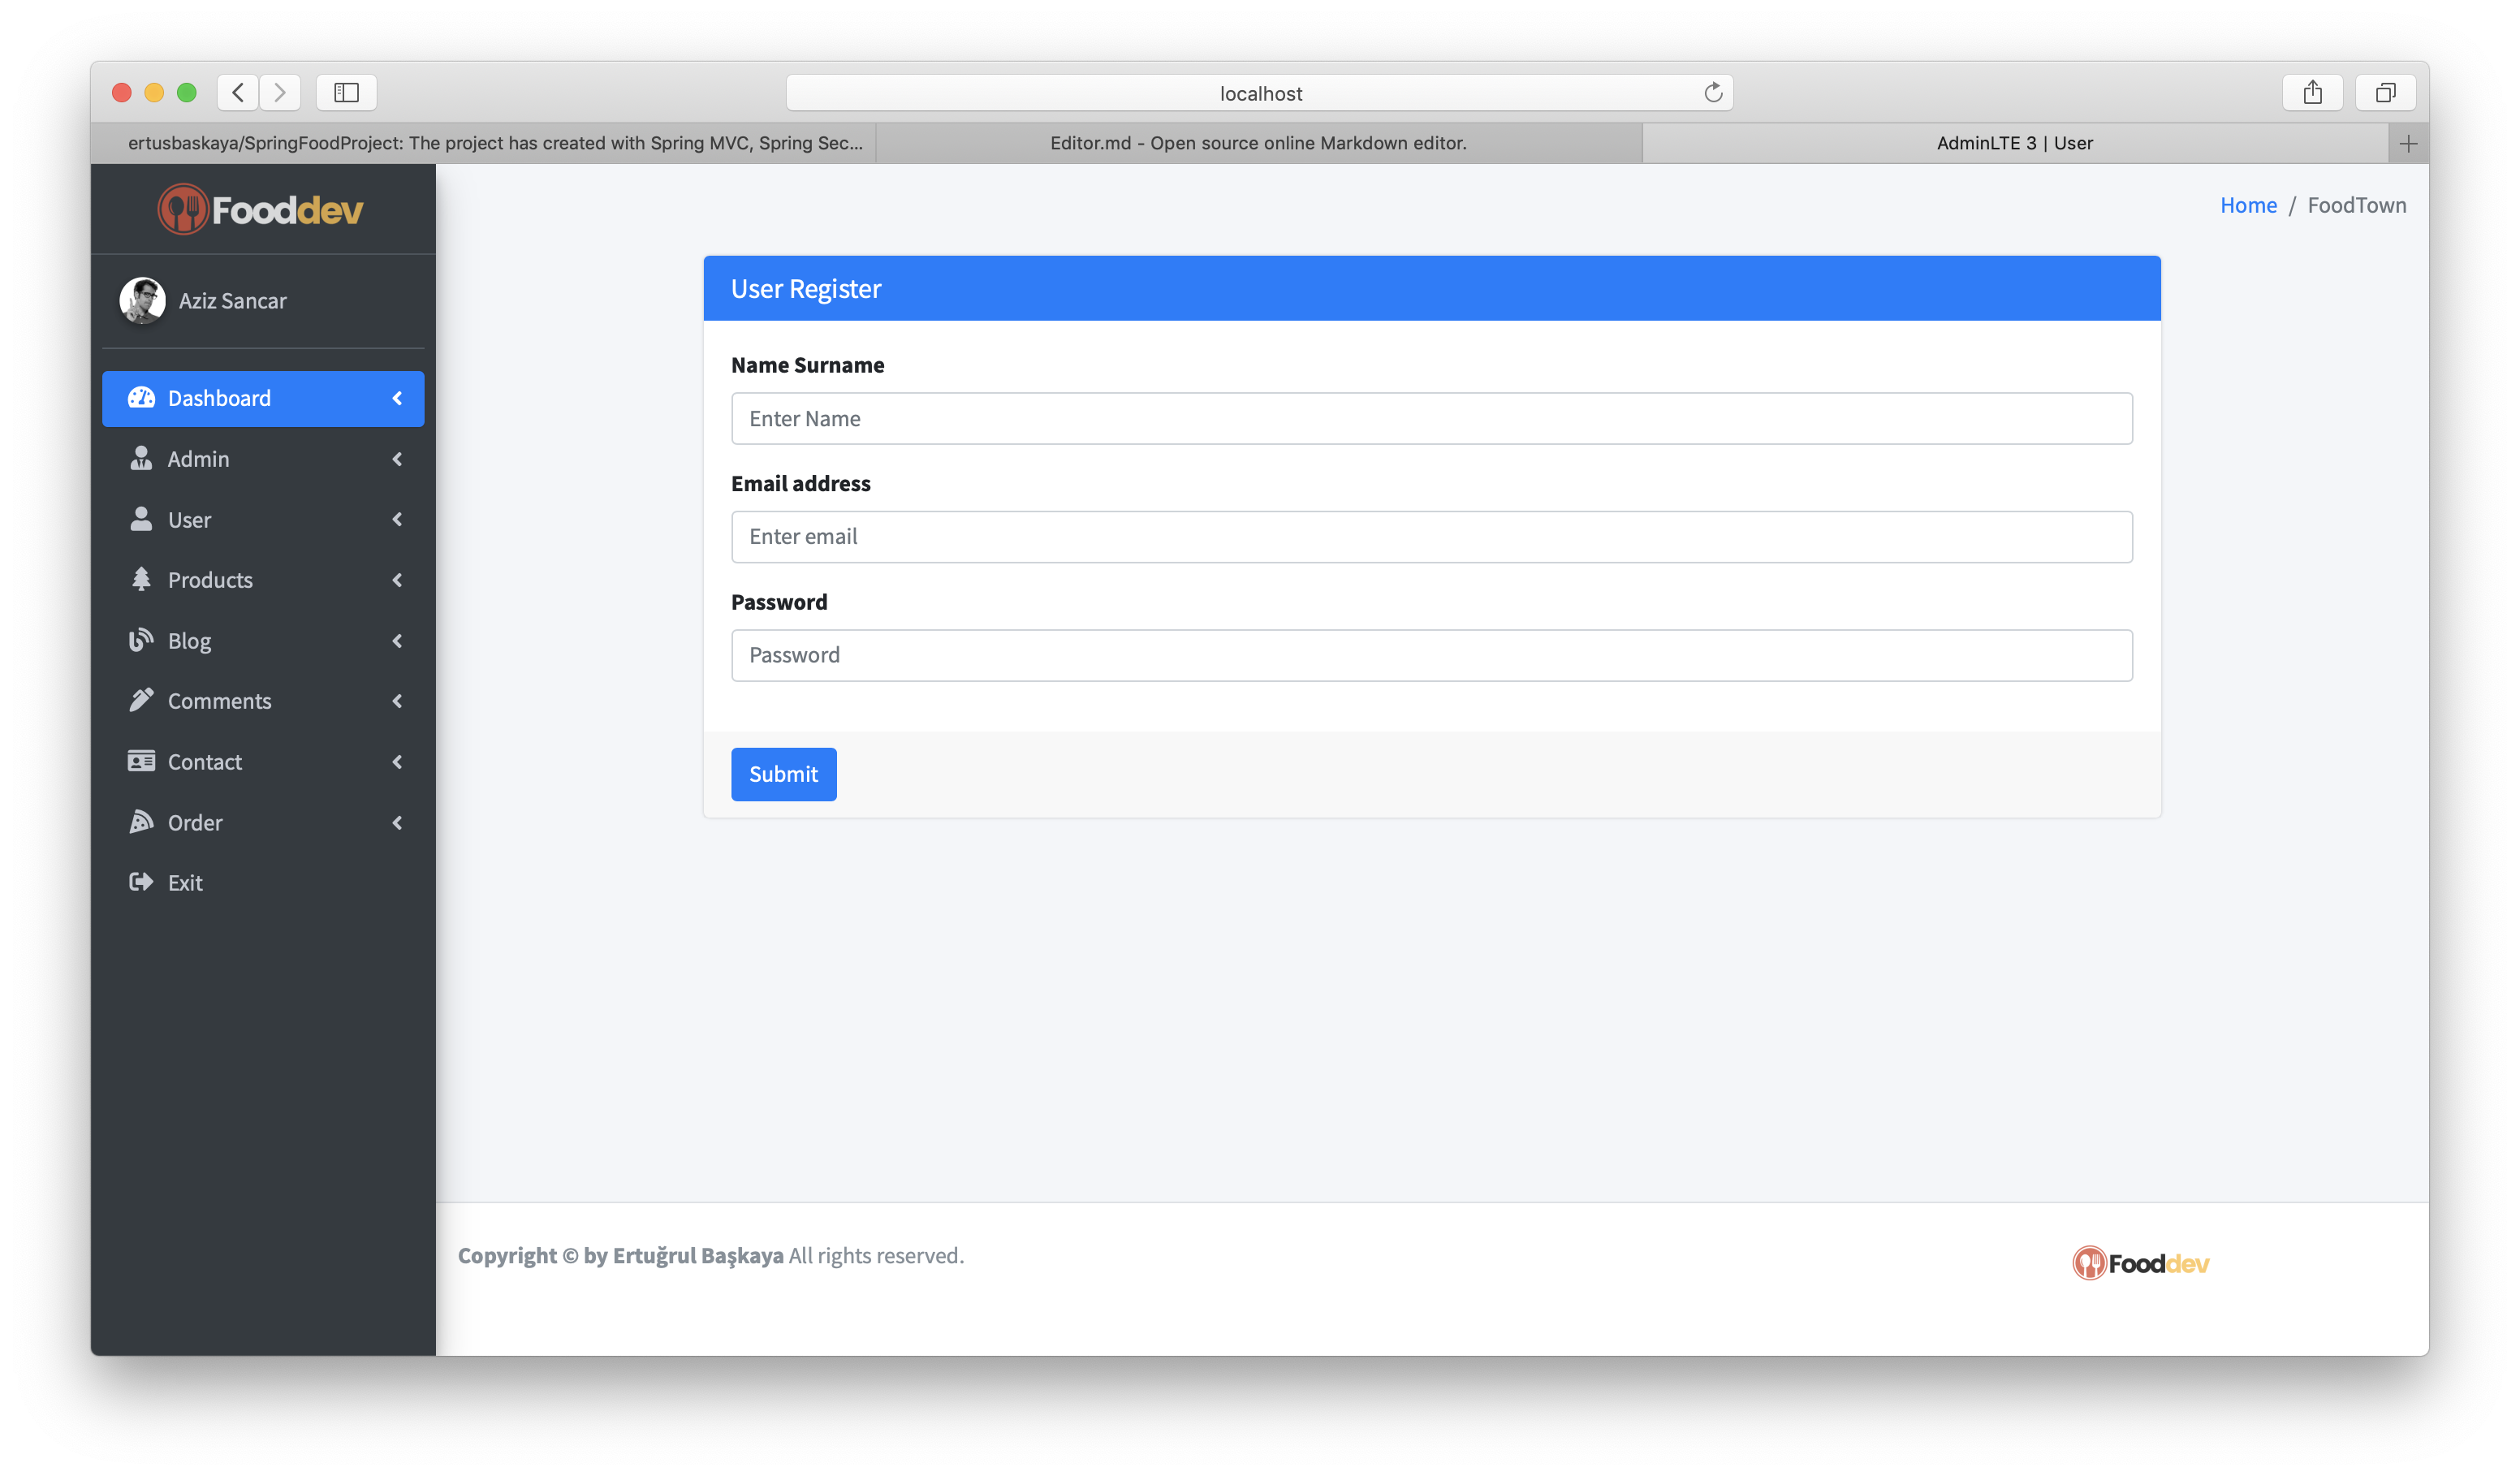 localhost
ertusbaskaya/SpringFoodProject: The project has created with Spring MVC, Spring Sec...
Editor.md - Open source online Markdown editor.
AdminLTE 3 | User
Fooddev
Home / FoodTown
Aziz Sancar
Dashboard
Admin
User
Products
Blog
Comments
Contact
Order
Exit
User Register
Name Surname
Enter Name
Email address
Enter email
Password
Password
Submit
Copyright © by Ertuğrul Başkaya All rights reserved.
Fooddev